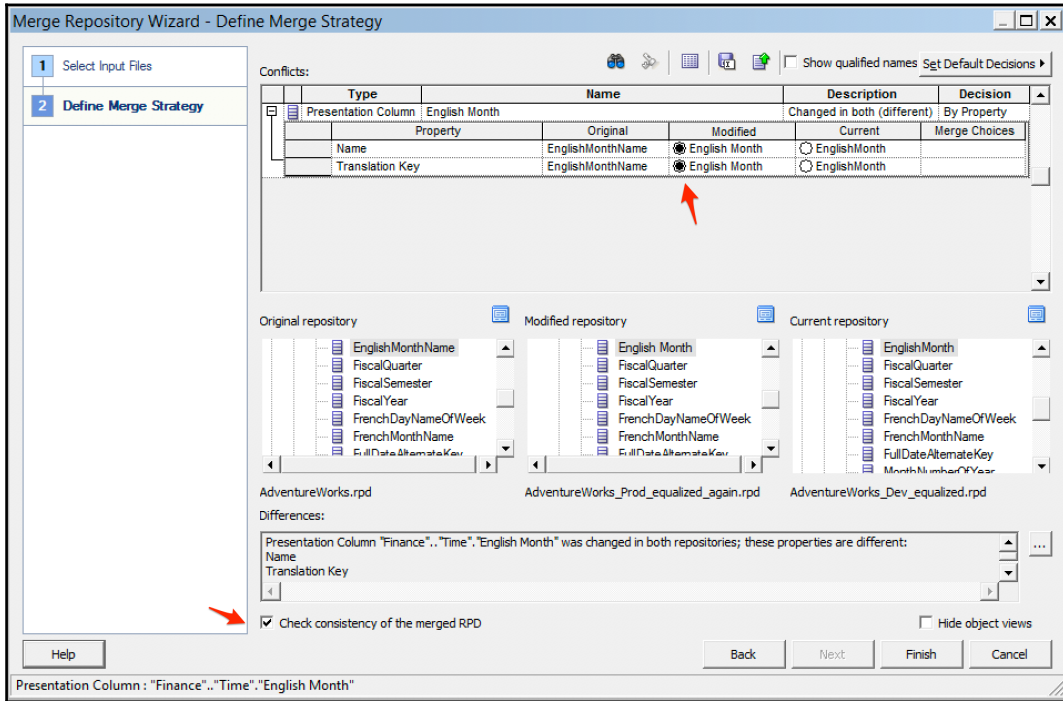 Merge Repository Wizard - Define Merge Strategy
1 Select Input Files
2 Define Merge Strategy
Conflicts:
Show qualified names Set Default Decisions
Type Name Description Decision
Presentation Column English Month Changed in both (different) By Property
Property Original Modified Current Merge Choices
Name EnglishMonthName English Month EnglishMonth
Translation Key EnglishMonthName English Month EnglishMonth
Original repository Modified repository Current repository
EnglishMonthName English Month EnglishMonth
FiscalQuarter FiscalQuarter FiscalQuarter
FiscalSemester FiscalSemester FiscalSemester
FiscalYear FiscalYear FiscalYear
FrenchDayNameOfWeek FrenchDayNameOfWeek FrenchDayNameOfWeek
FrenchMonthName FrenchMonthName FrenchMonthName
FullDateAlternateKey FullDateAlternateKey FullDateAlternateKey
MonthNumberOfYear
AdventureWorks.rpd AdventureWorks_Prod_equalized_again.rpd AdventureWorks_Dev_equalized.rpd
Differences:
Presentation Column "Finance".."Time"."English Month" was changed in both repositories; these properties are different:
Name
Translation Key
...
Check consistency of the merged RPD Hide object views
Help Back Next Finish Cancel
Presentation Column : "Finance".."Time"."English Month"